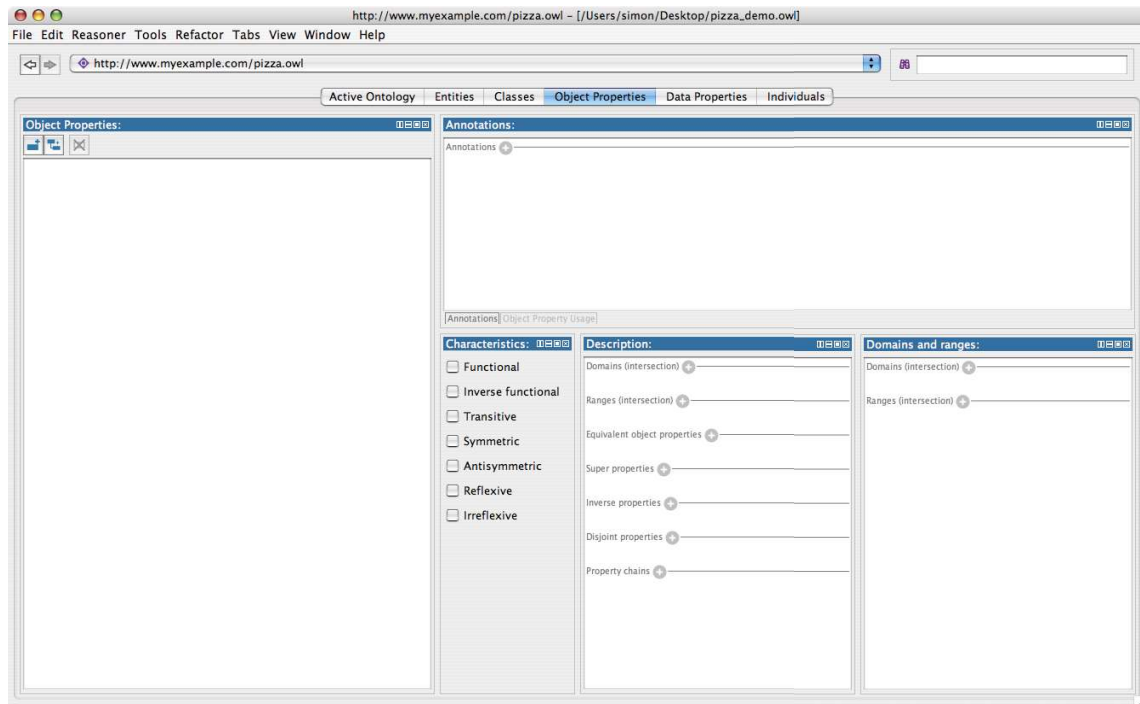 http://www.myexample.com/pizza.owl – [/Users/simon/Desktop/pizza_demo.owl]
File Edit Reasoner Tools Refactor Tabs View Window Help
http://www.myexample.com/pizza.owl
Active Ontology Entities Classes Object Properties Data Properties Individuals
Object Properties:
Annotations:
Annotations
Annotations Object Property Usage
Characteristics:
Functional
Inverse functional
Transitive
Symmetric
Antisymmetric
Reflexive
Irreflexive
Description:
Domains (intersection)
Ranges (intersection)
Equivalent object properties
Super properties
Inverse properties
Disjoint properties
Property chains
Domains and ranges:
Domains (intersection)
Ranges (intersection)